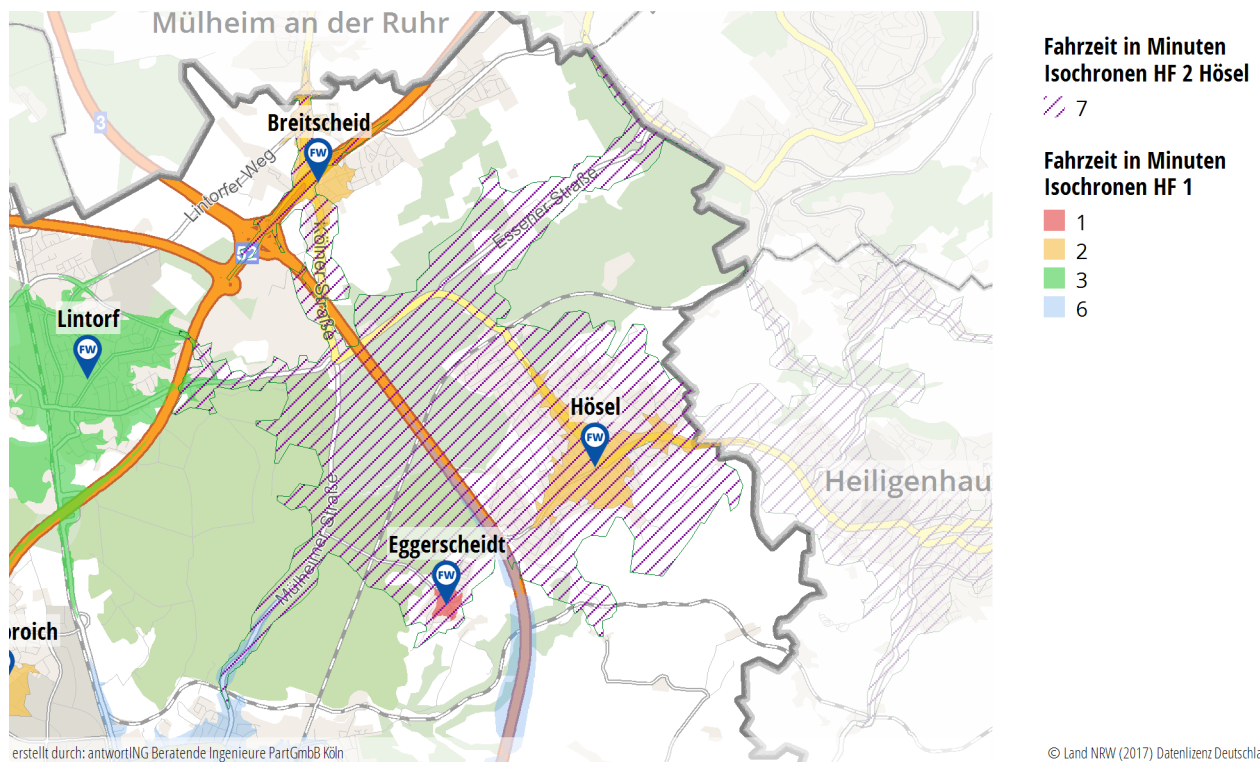 Mülheim an der Ruhr
Fahrzeit in Minuten
Isochronen HF 2 Hösel
7
Breitscheid
3
FW
Fahrzeit in Minuten
Isochronen HF 1
1
2
3
6
Lintorfer Weg
Essener Straße
Kölner Straße
52
Lintorf
FW
Hösel
FW
Heiligenhau
Mülheimer Straße
Eggerscheidt
FW
broich
erstellt durch: antwortING Beratende Ingenieure PartGmbB Köln
© Land NRW (2017) Datenlizenz Deutschla